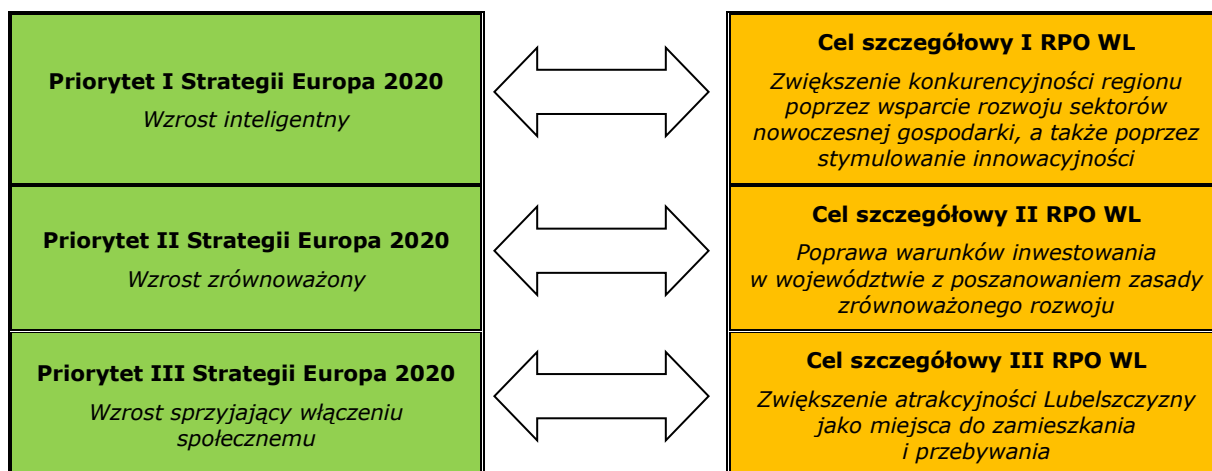 Priorytet I Strategii Europa 2020
Wzrost inteligentny
Cel szczegółowy I RPO WL
Zwiększenie konkurencyjności regionu
poprzez wsparcie rozwoju sektorów
nowoczesnej gospodarki, a także poprzez
stymulowanie innowacyjności
Priorytet II Strategii Europa 2020
Wzrost zrównoważony
Cel szczegółowy II RPO WL
Poprawa warunków inwestowania
w województwie z poszanowaniem zasady
zrównoważonego rozwoju
Priorytet III Strategii Europa 2020
Wzrost sprzyjający włączeniu
społecznemu
Cel szczegółowy III RPO WL
Zwiększenie atrakcyjności Lubelszczyzny
jako miejsca do zamieszkania
i przebywania